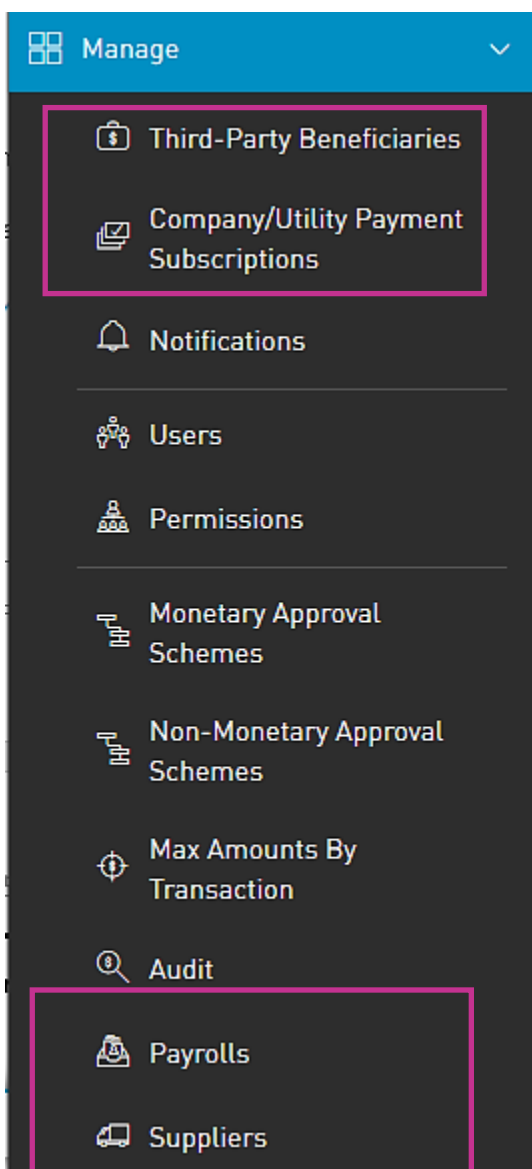 Manage
Third-Party Beneficiaries
Company/Utility Payment
Subscriptions
Notifications
Users
Permissions
Monetary Approval
Schemes
Non-Monetary Approval
Schemes
Max Amounts By
Transaction
Audit
Payrolls
Suppliers